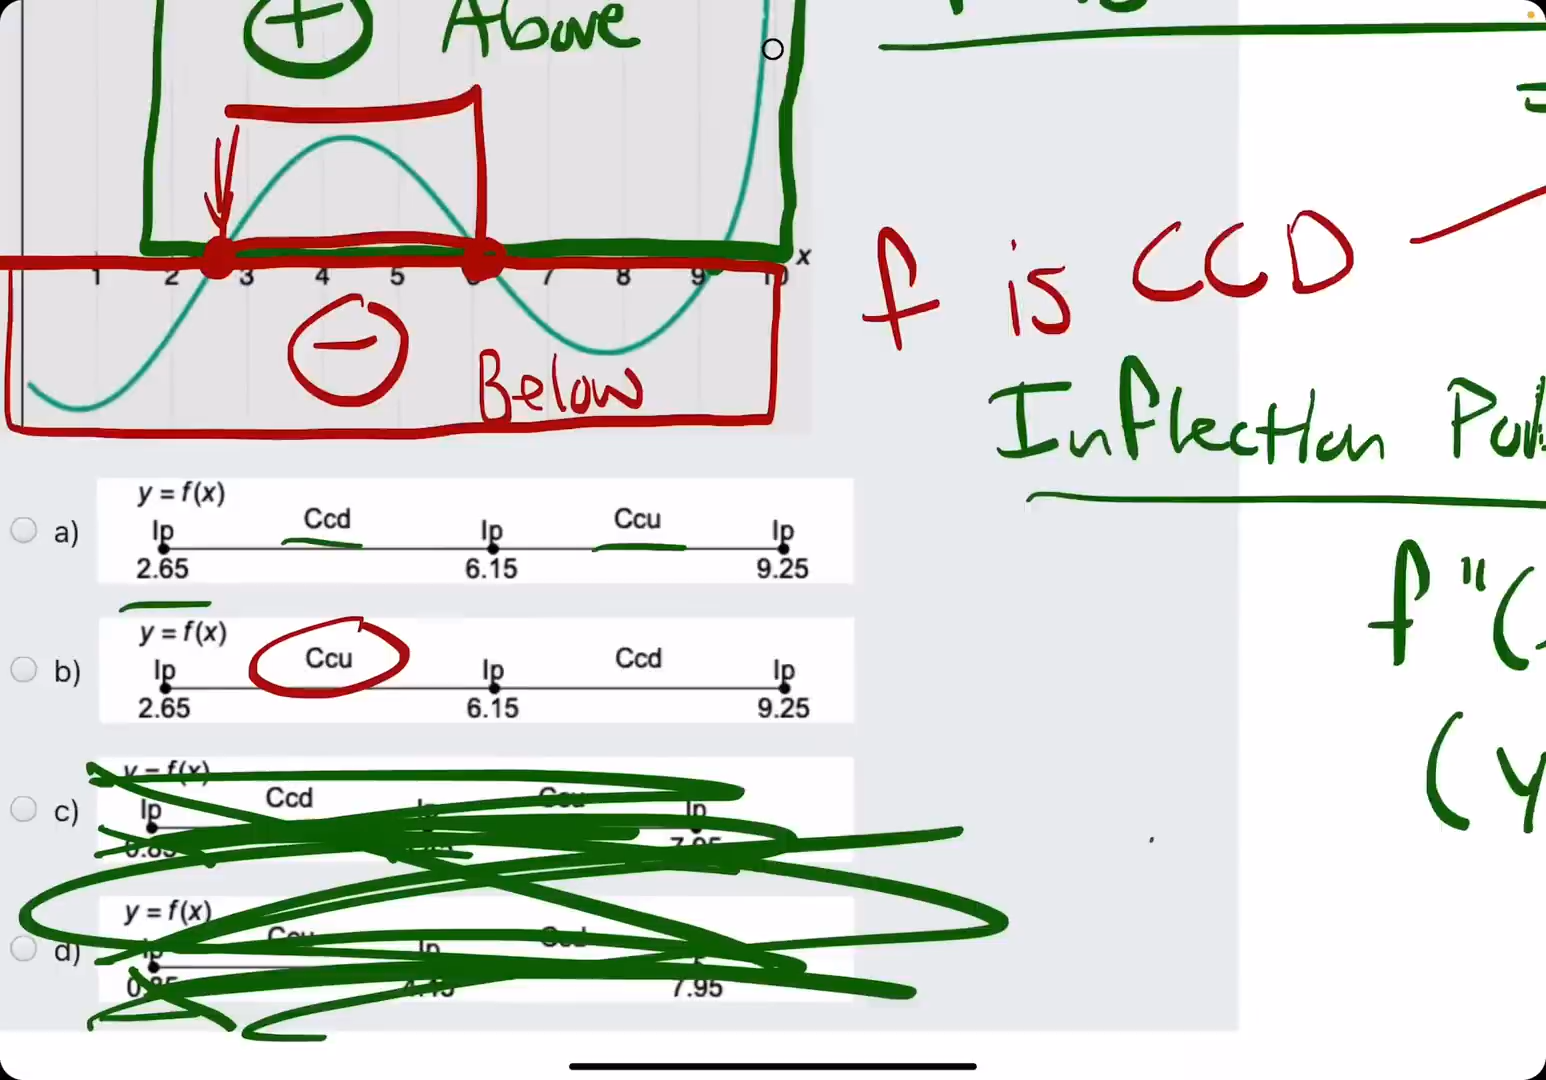 + Above
x
1 2 3 4 5 7 8 9 10
− Below
f is CCD
Inflection
f"(
(y
a) y = f(x)
Ip Ccd Ip Ccu Ip
2.65 6.15 9.25
b) y = f(x)
Ip Ccu Ip Ccd Ip
2.65 6.15 9.25
c) y = f(x)
Ip Ccd Ip
d) y = f(x)
7.95